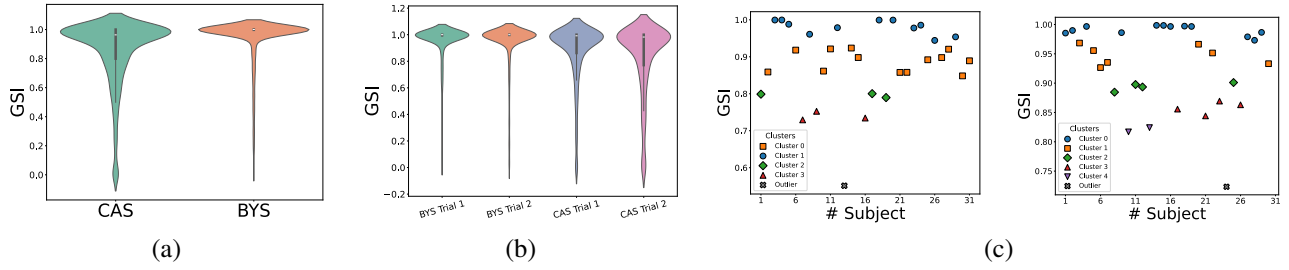 GSI
1.0
0.8
0.6
0.4
0.2
0.0
CAS
BYS
(a)
GSI
1.2
1.0
0.8
0.6
0.4
0.2
0.0
−0.2
BYS Trial 1
BYS Trial 2
CAS Trial 1
CAS Trial 2
(b)
GSI
1.0
0.9
0.8
0.7
0.6
Clusters
Cluster 0
Cluster 1
Cluster 2
Cluster 3
Outlier
1
6
11
16
21
26
31
# Subject
GSI
1.00
0.95
0.90
0.85
0.80
0.75
Clusters
Cluster 0
Cluster 1
Cluster 2
Cluster 3
Cluster 4
Outlier
1
6
11
16
21
26
31
# Subject
(c)